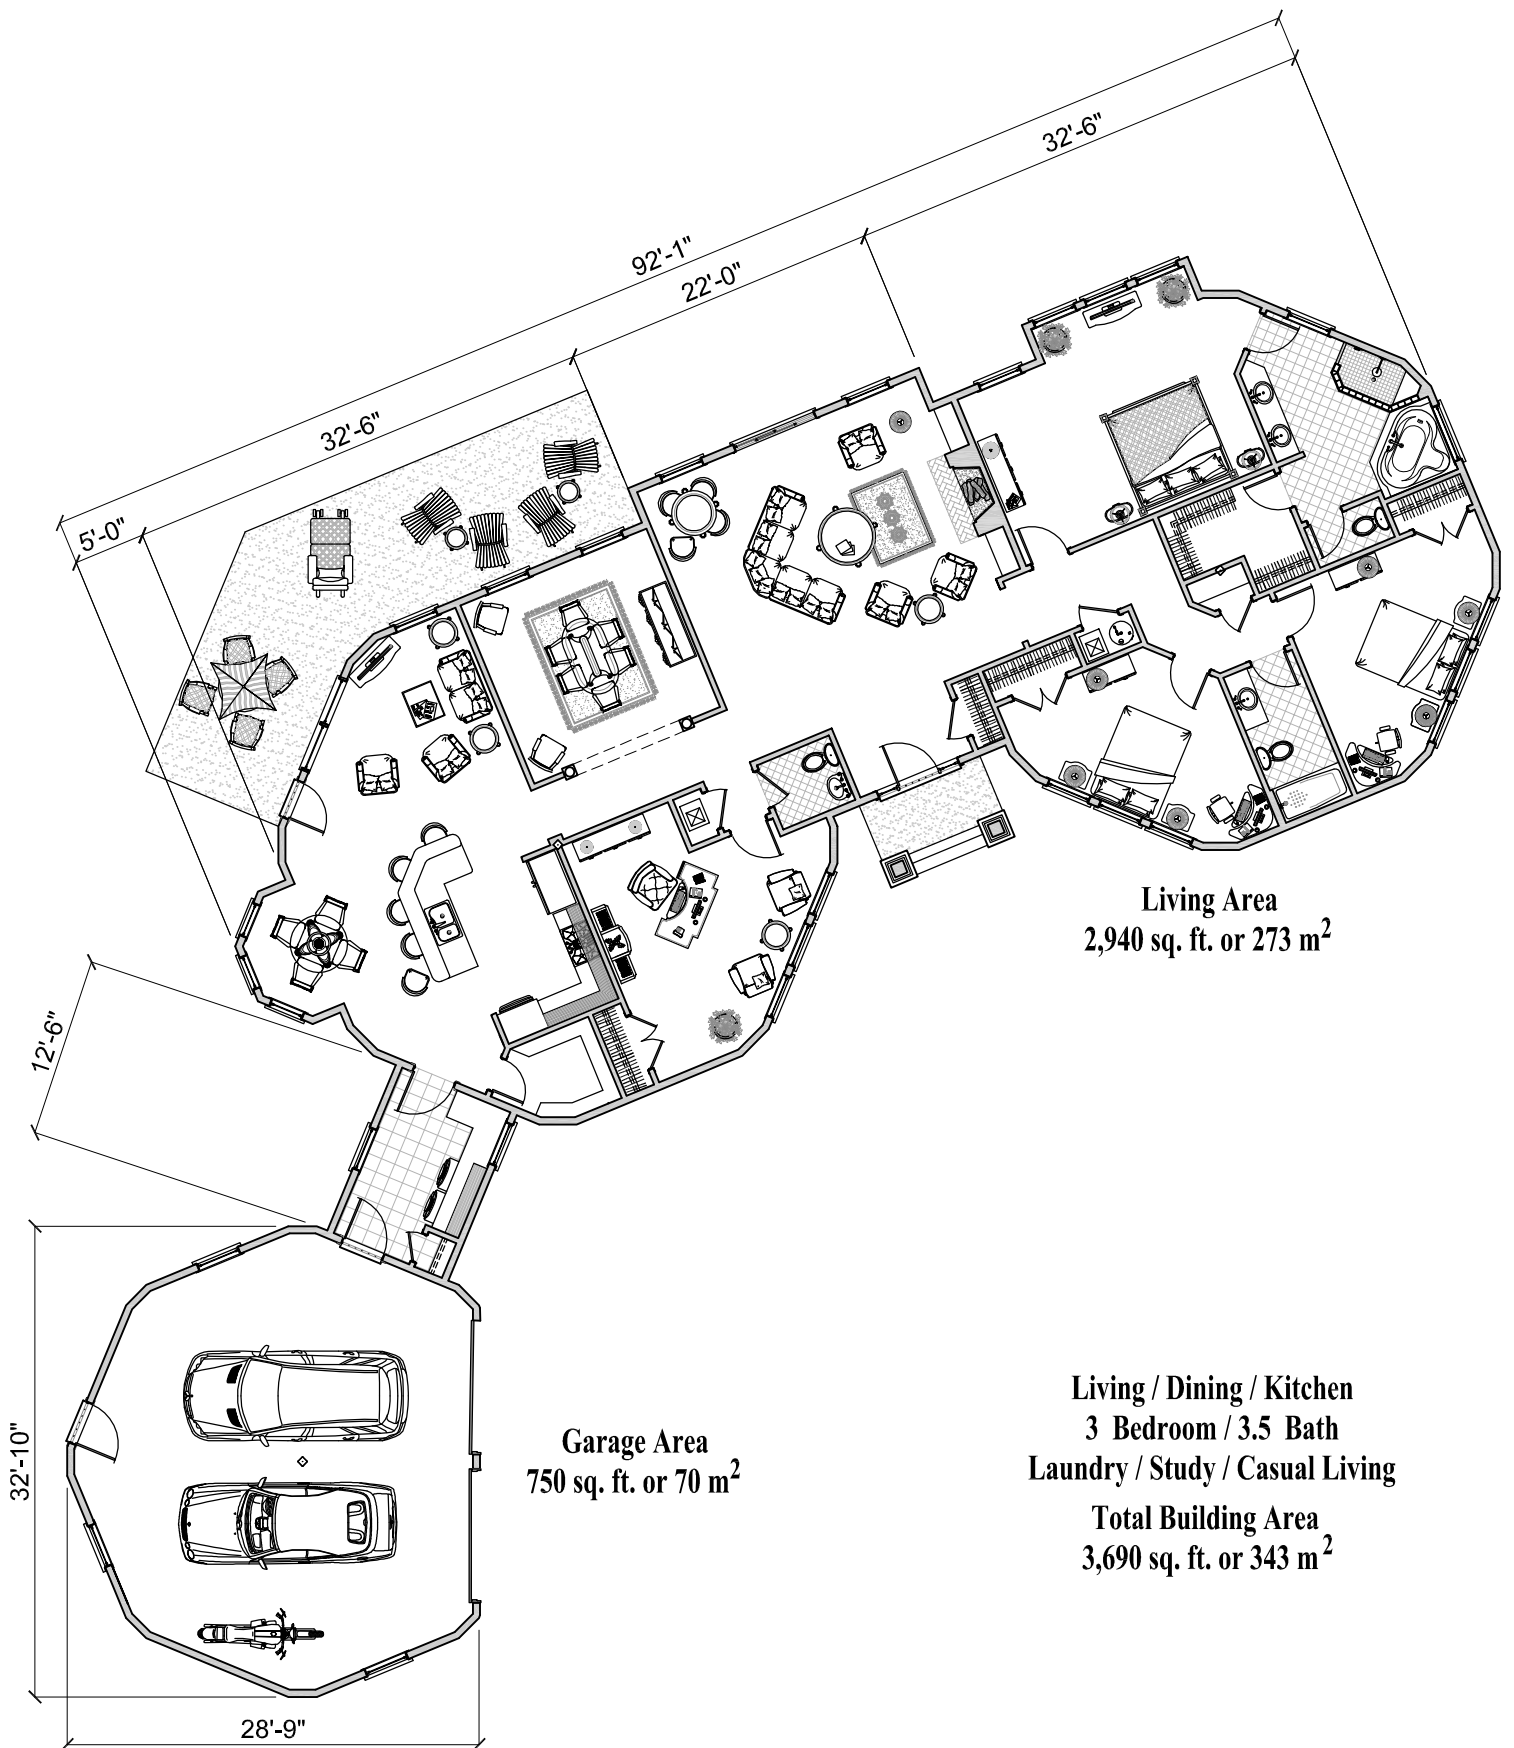 32'-6"
92'-1"
22'-0"
32'-6"
5'-0"
12'-6"
Living Area
2,940 sq. ft. or 273 m²
32'-10"
Garage Area
750 sq. ft. or 70 m²
Living / Dining / Kitchen
3 Bedroom / 3.5 Bath
Laundry / Study / Casual Living
Total Building Area
3,690 sq. ft. or 343 m²
28'-9"